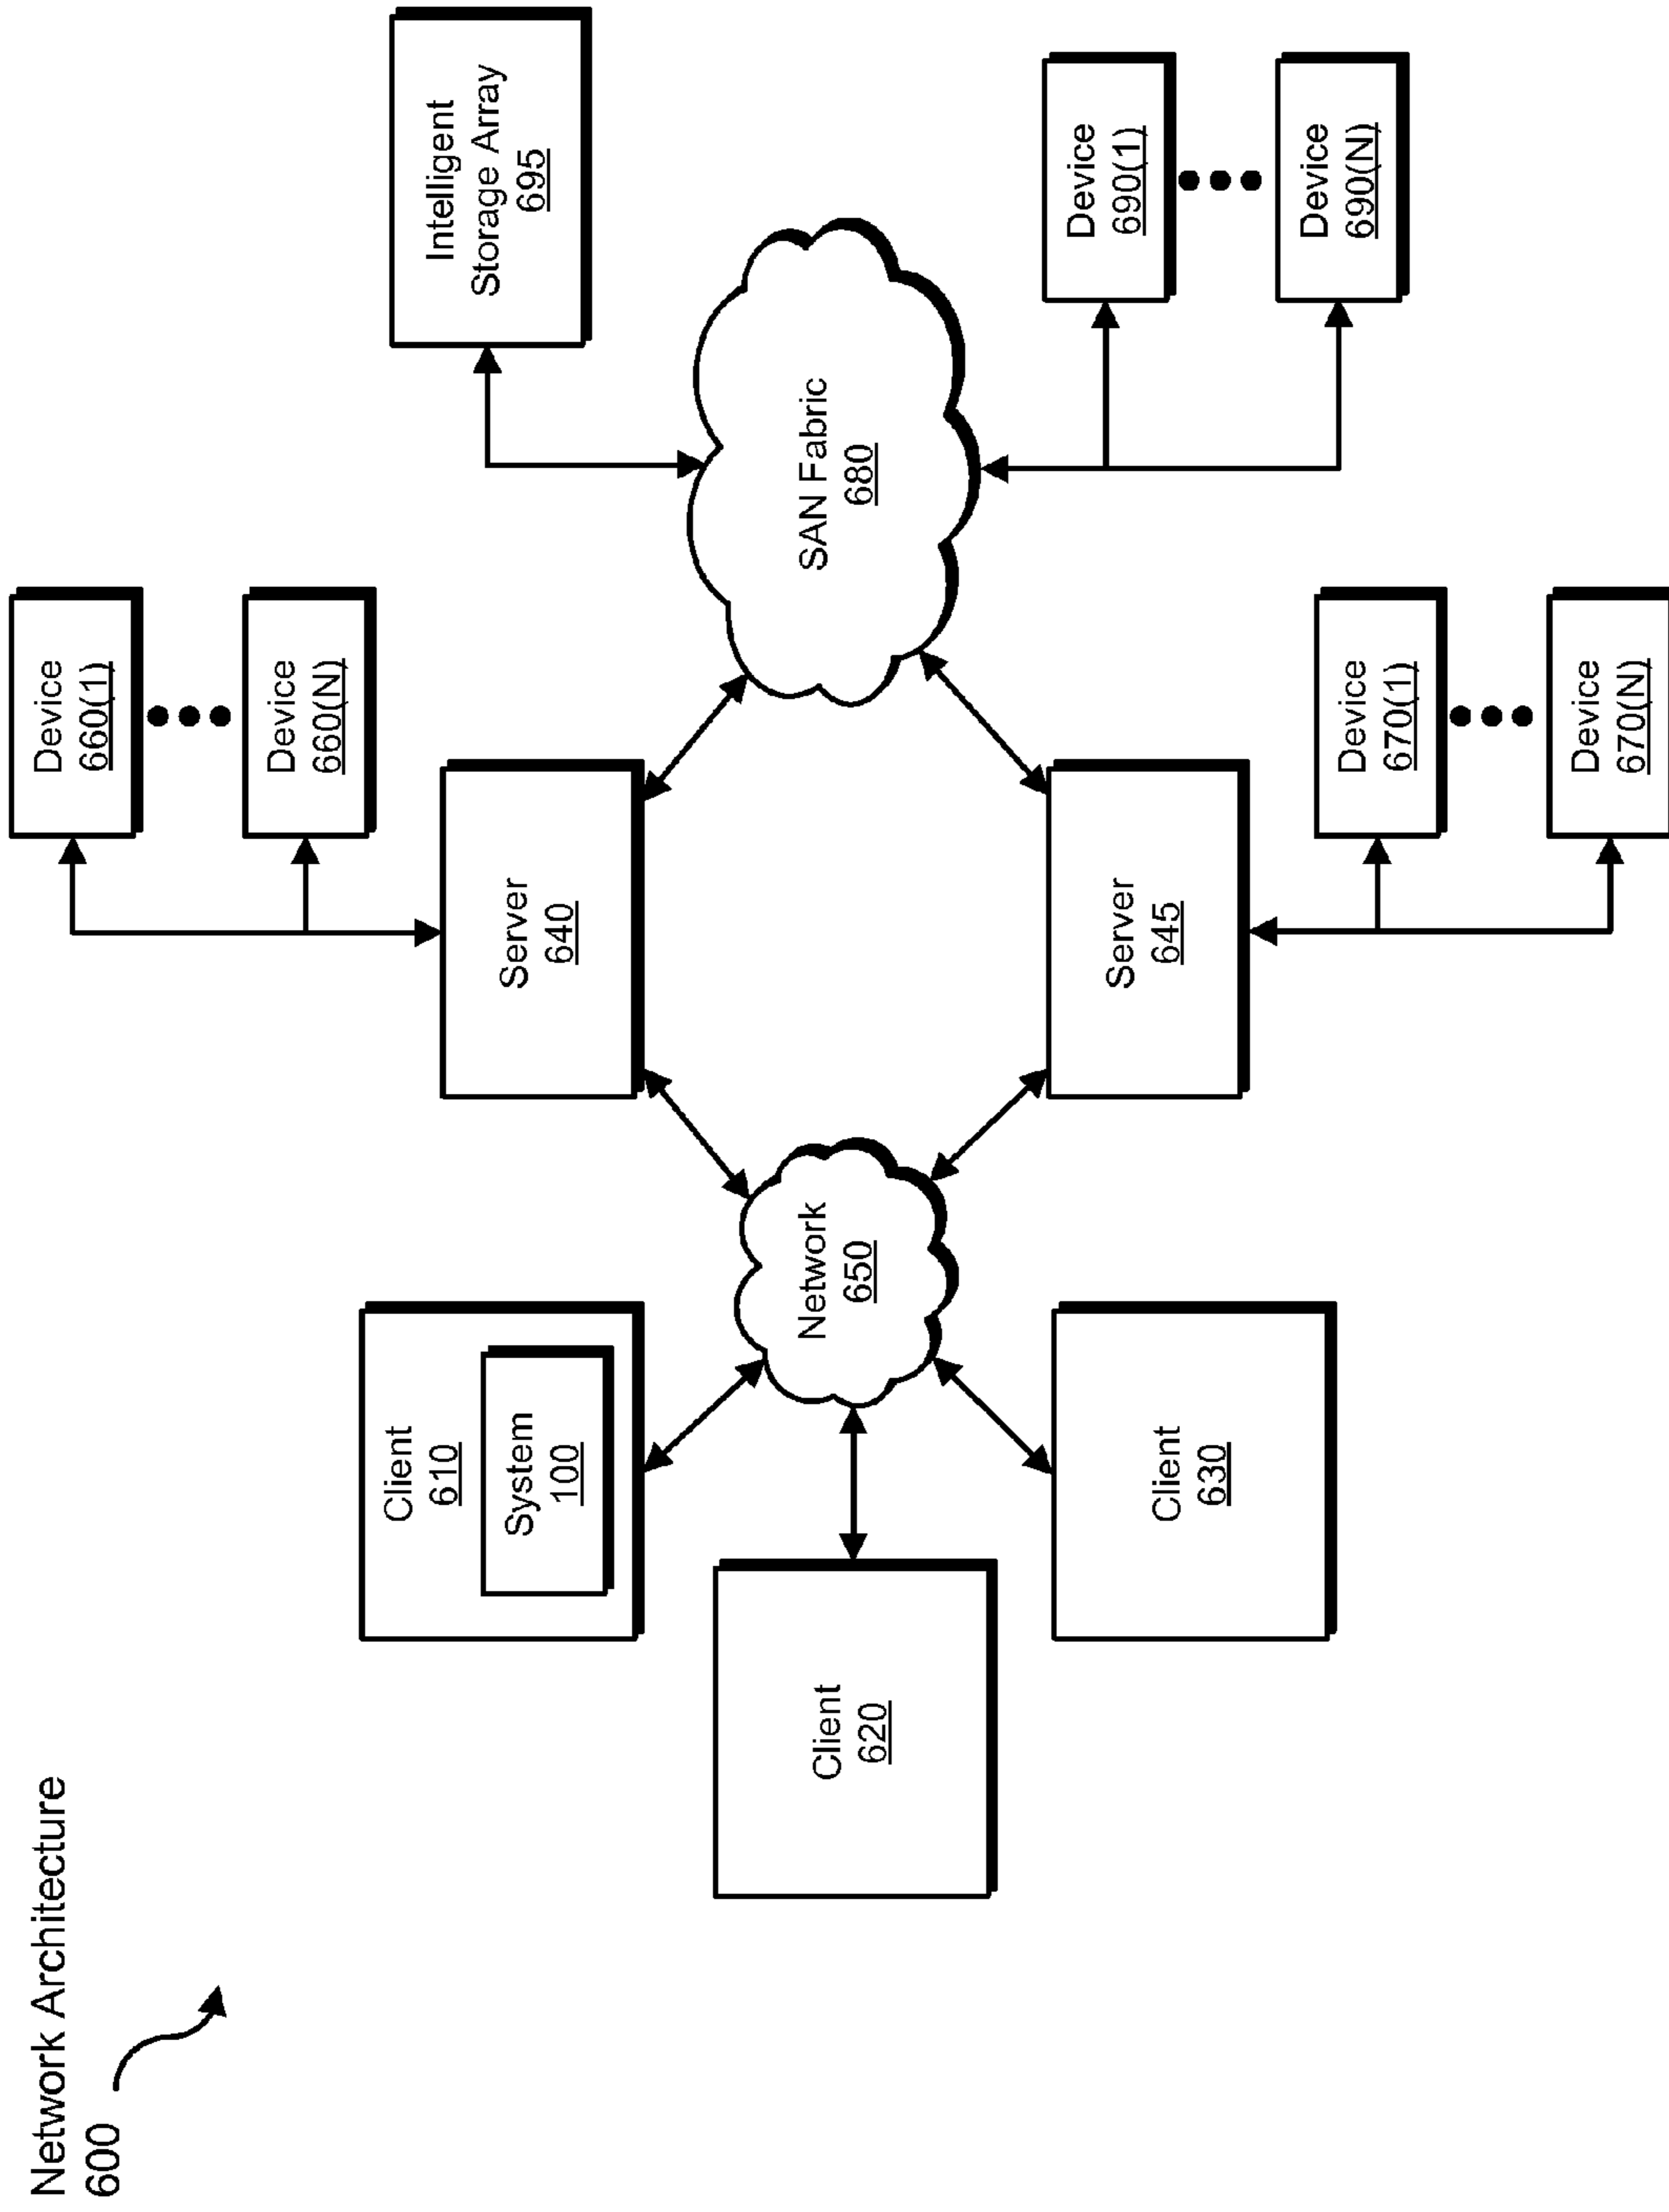 Network Architecture
600
Client
610
System
100
Client
620
Client
630
Network
650
Server
640
Server
645
Device
660(1)
Device
660(N)
Device
670(1)
Device
670(N)
SAN Fabric
680
Intelligent
Storage Array
695
Device
690(1)
Device
690(N)